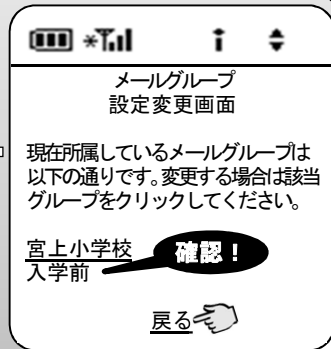 メールグループ
設定変更画面
現在所属しているメールグループは
以下の通りです。変更する場合は該当
グループをクリックしてください。
宮上小学校
確認！
入学前
戻る